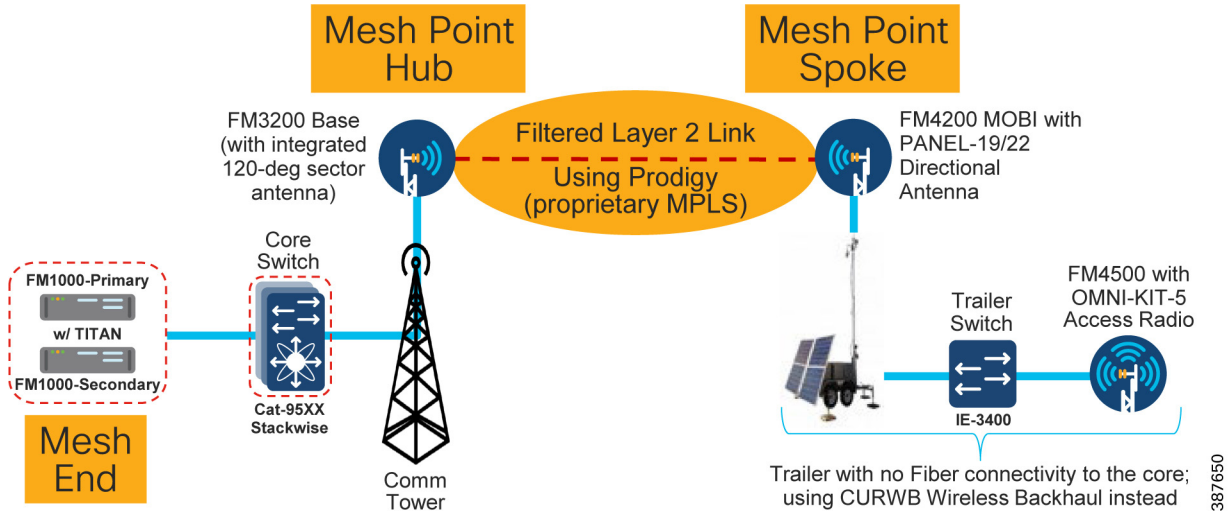 Mesh Point
Hub
Mesh Point
Spoke
FM3200 Base
(with integrated
120-deg sector
antenna)
Filtered Layer 2 Link
Using Prodigy
(proprietary MPLS)
FM4200 MOBI with
PANEL-19/22
Directional
Antenna
FM1000-Primary
w/ TITAN
FM1000-Secondary
Mesh
End
Core
Switch
Cat-95XX
Stackwise
Comm
Tower
Trailer
Switch
IE-3400
FM4500 with
OMNI-KIT-5
Access Radio
Trailer with no Fiber connectivity to the core;
using CURWB Wireless Backhaul instead
387650